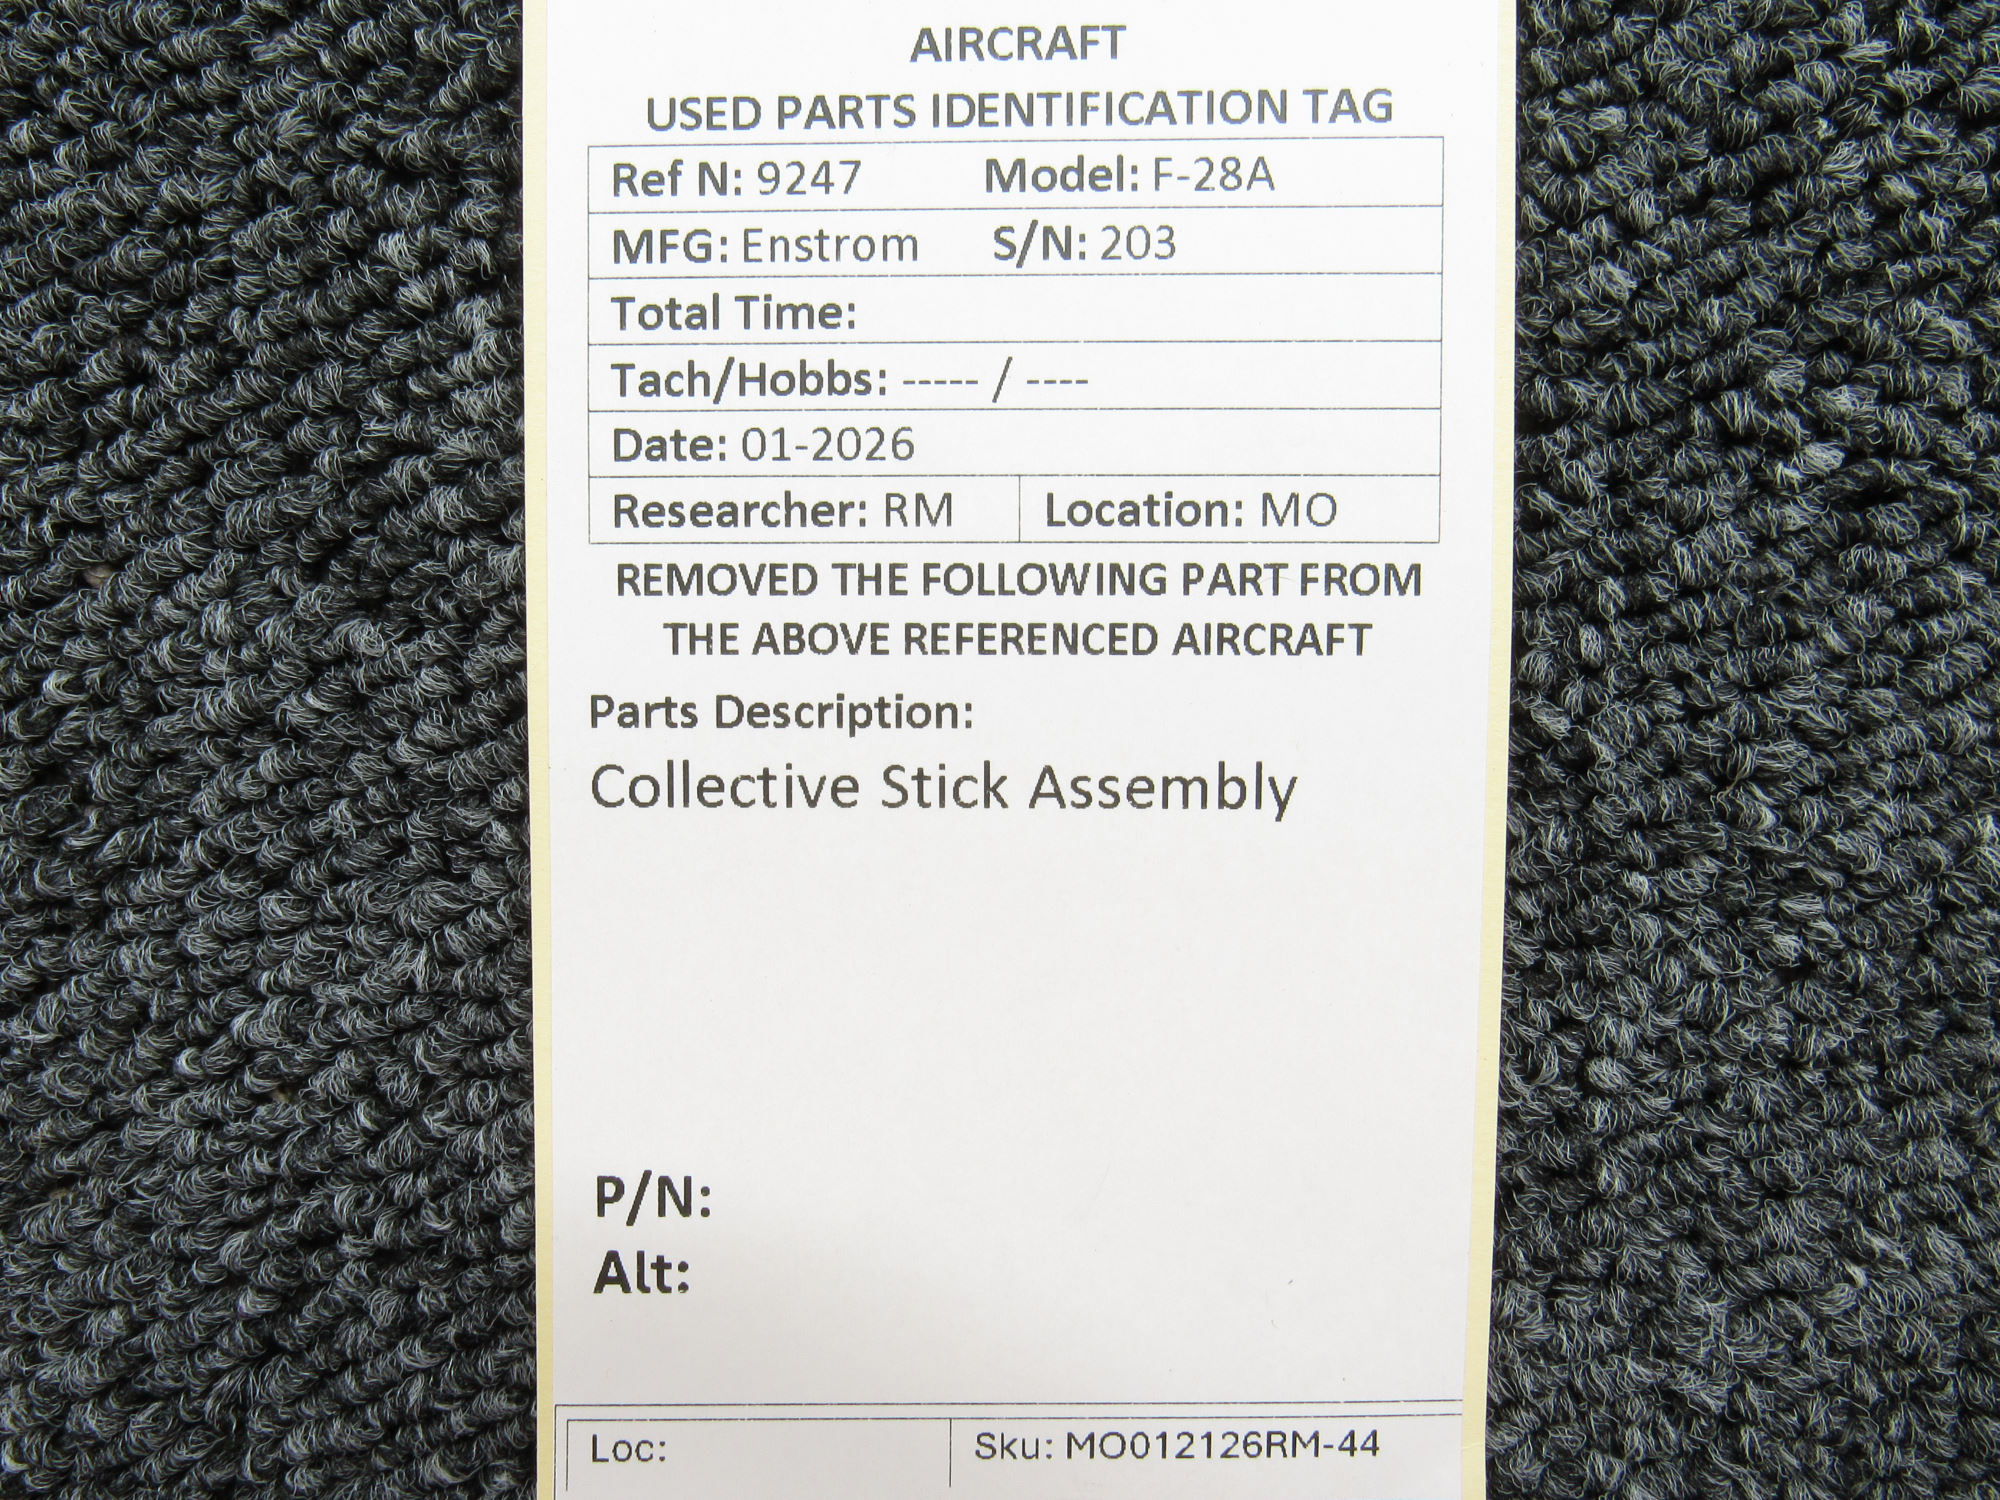 AIRCRAFT
USED PARTS IDENTIFICATION TAG
Ref N: 9247 Model: F-28A
MFG: Enstrom S/N: 203
Total Time:
Tach/Hobbs: ----- / ----
Date: 01-2026
Researcher: RM Location: MO
REMOVED THE FOLLOWING PART FROM
THE ABOVE REFERENCED AIRCRAFT
Parts Description:
Collective Stick Assembly
P/N:
Alt:
Loc: Sku: MO012126RM-44